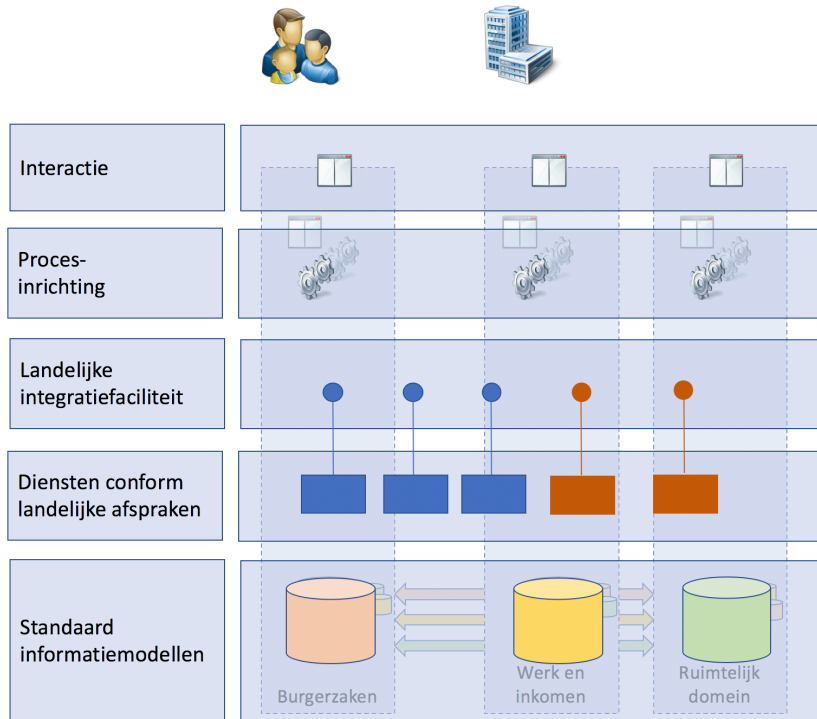 Interactie
Proces-
inrichting
Landelijke
integratiefaciliteit
Diensten conform
landelijke afspraken
Standaard
informatiemodellen
Burgerzaken
Werk en
inkomen
Ruimtelijk
domein